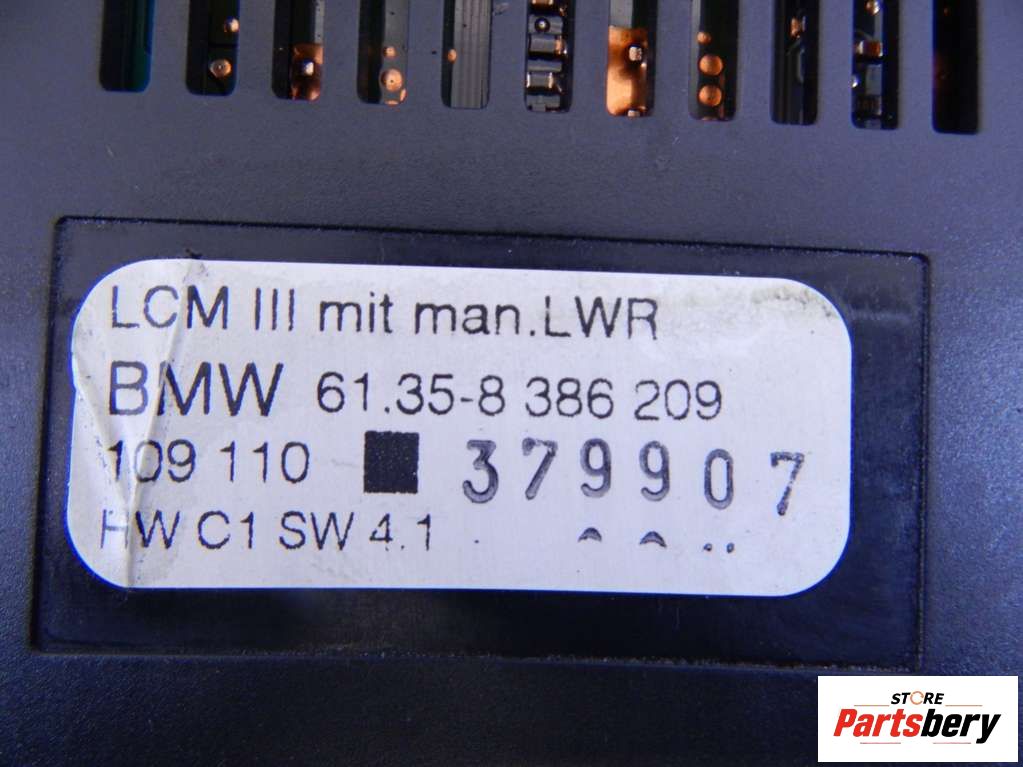 LCM III mit man.LWR
BMW 61.35-8 386 209
109 110 379907
HW C1 SW 4.1
STORE
Partsbery